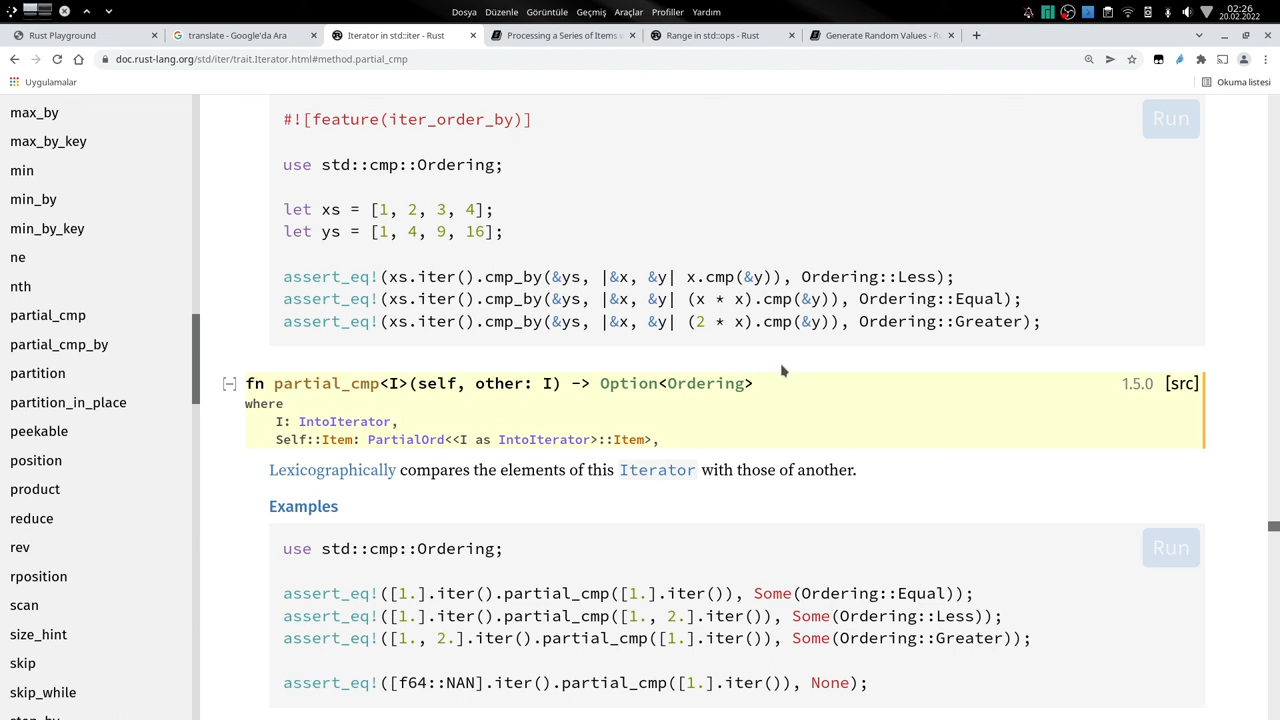 Dosya Düzenle Görüntüle Geçmiş Araçlar Profiller Yardım
02:26
20.02.2022
Rust Playground
translate - Google'da Ara
Iterator in std::iter - Rust
Processing a Series of Items
Range in std::ops - Rust
Generate Random Values - R
doc.rust-lang.org/std/iter/trait.Iterator.html#method.partial_cmp
Uygulamalar
Okuma listesi
max_by
max_by_key
min
min_by
min_by_key
ne
nth
partial_cmp
partial_cmp_by
partition
partition_in_place
peekable
position
product
reduce
rev
rposition
scan
size_hint
skip
skip_while
#![feature(iter_order_by)]
Run
use std::cmp::Ordering;
let xs = [1, 2, 3, 4];
let ys = [1, 4, 9, 16];
assert_eq!(xs.iter().cmp_by(&ys, |&x, &y| x.cmp(&y)), Ordering::Less);
assert_eq!(xs.iter().cmp_by(&ys, |&x, &y| (x * x).cmp(&y)), Ordering::Equal);
assert_eq!(xs.iter().cmp_by(&ys, |&x, &y| (2 * x).cmp(&y)), Ordering::Greater);
[−] fn partial_cmp<I>(self, other: I) -> Option<Ordering> 1.5.0 [src]
where
I: IntoIterator,
Self::Item: PartialOrd<<I as IntoIterator>::Item>,
Lexicographically compares the elements of this Iterator with those of another.
Examples
use std::cmp::Ordering;
Run
assert_eq!([1.].iter().partial_cmp([1.].iter()), Some(Ordering::Equal));
assert_eq!([1.].iter().partial_cmp([1., 2.].iter()), Some(Ordering::Less));
assert_eq!([1., 2.].iter().partial_cmp([1.].iter()), Some(Ordering::Greater));
assert_eq!([f64::NAN].iter().partial_cmp([1.].iter()), None);